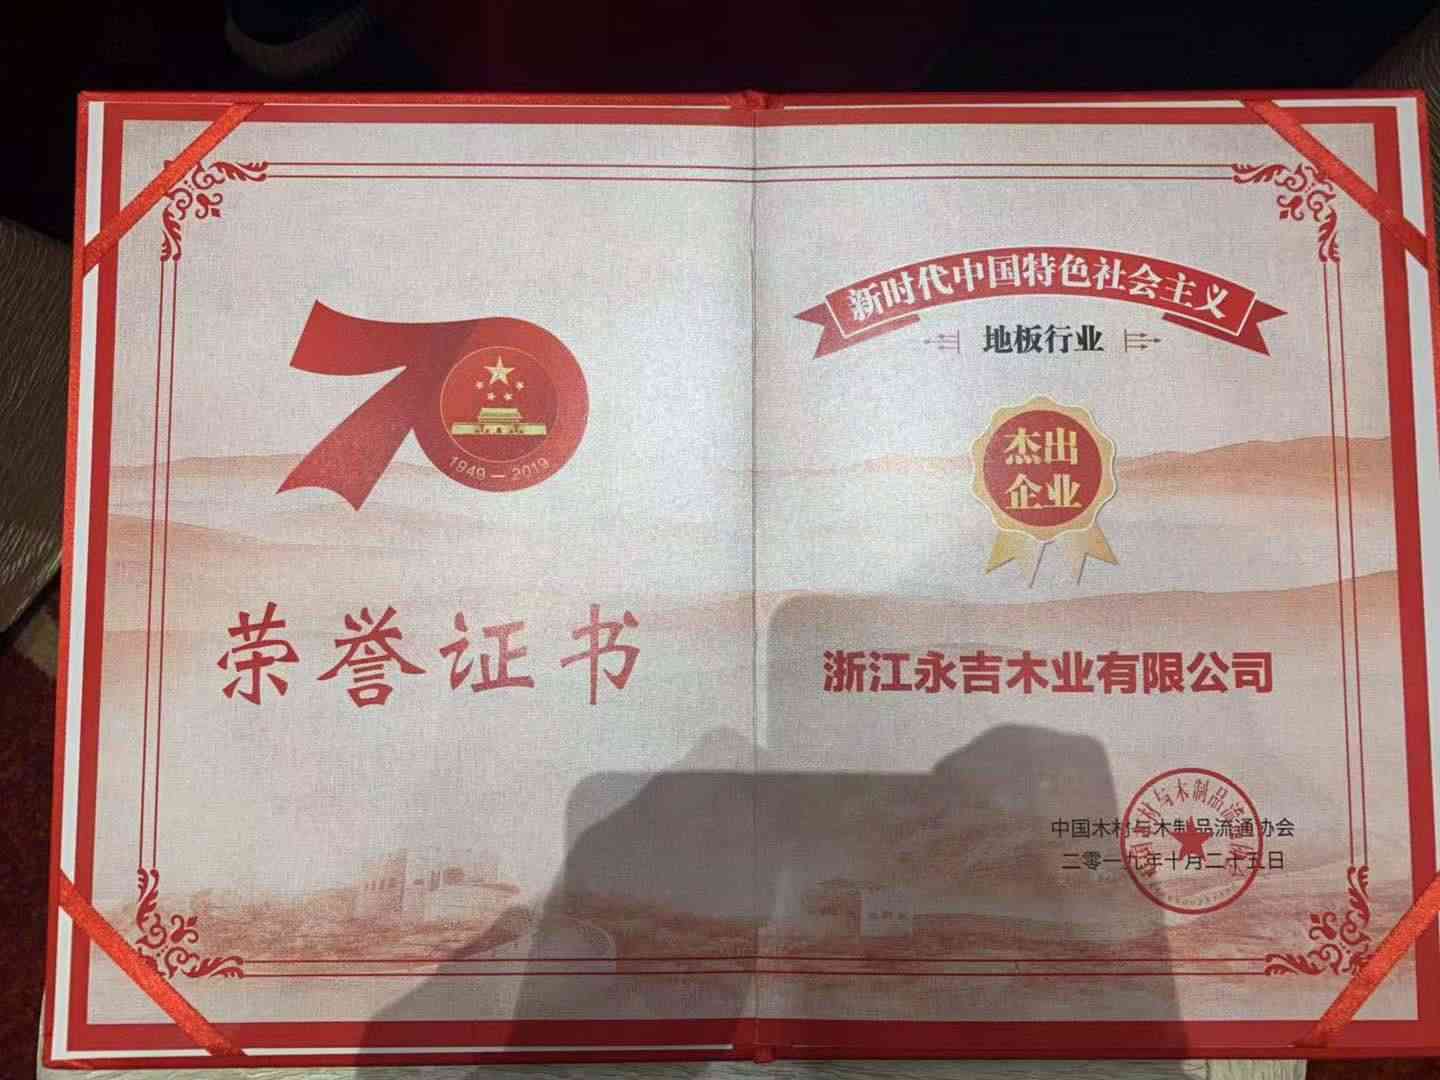 1949—2019
荣誉证书
新时代中国特色社会主义
地板行业
杰出
企业
浙江永吉木业有限公司
中国木材与木制品流通协会
二零一九年十月二十五日